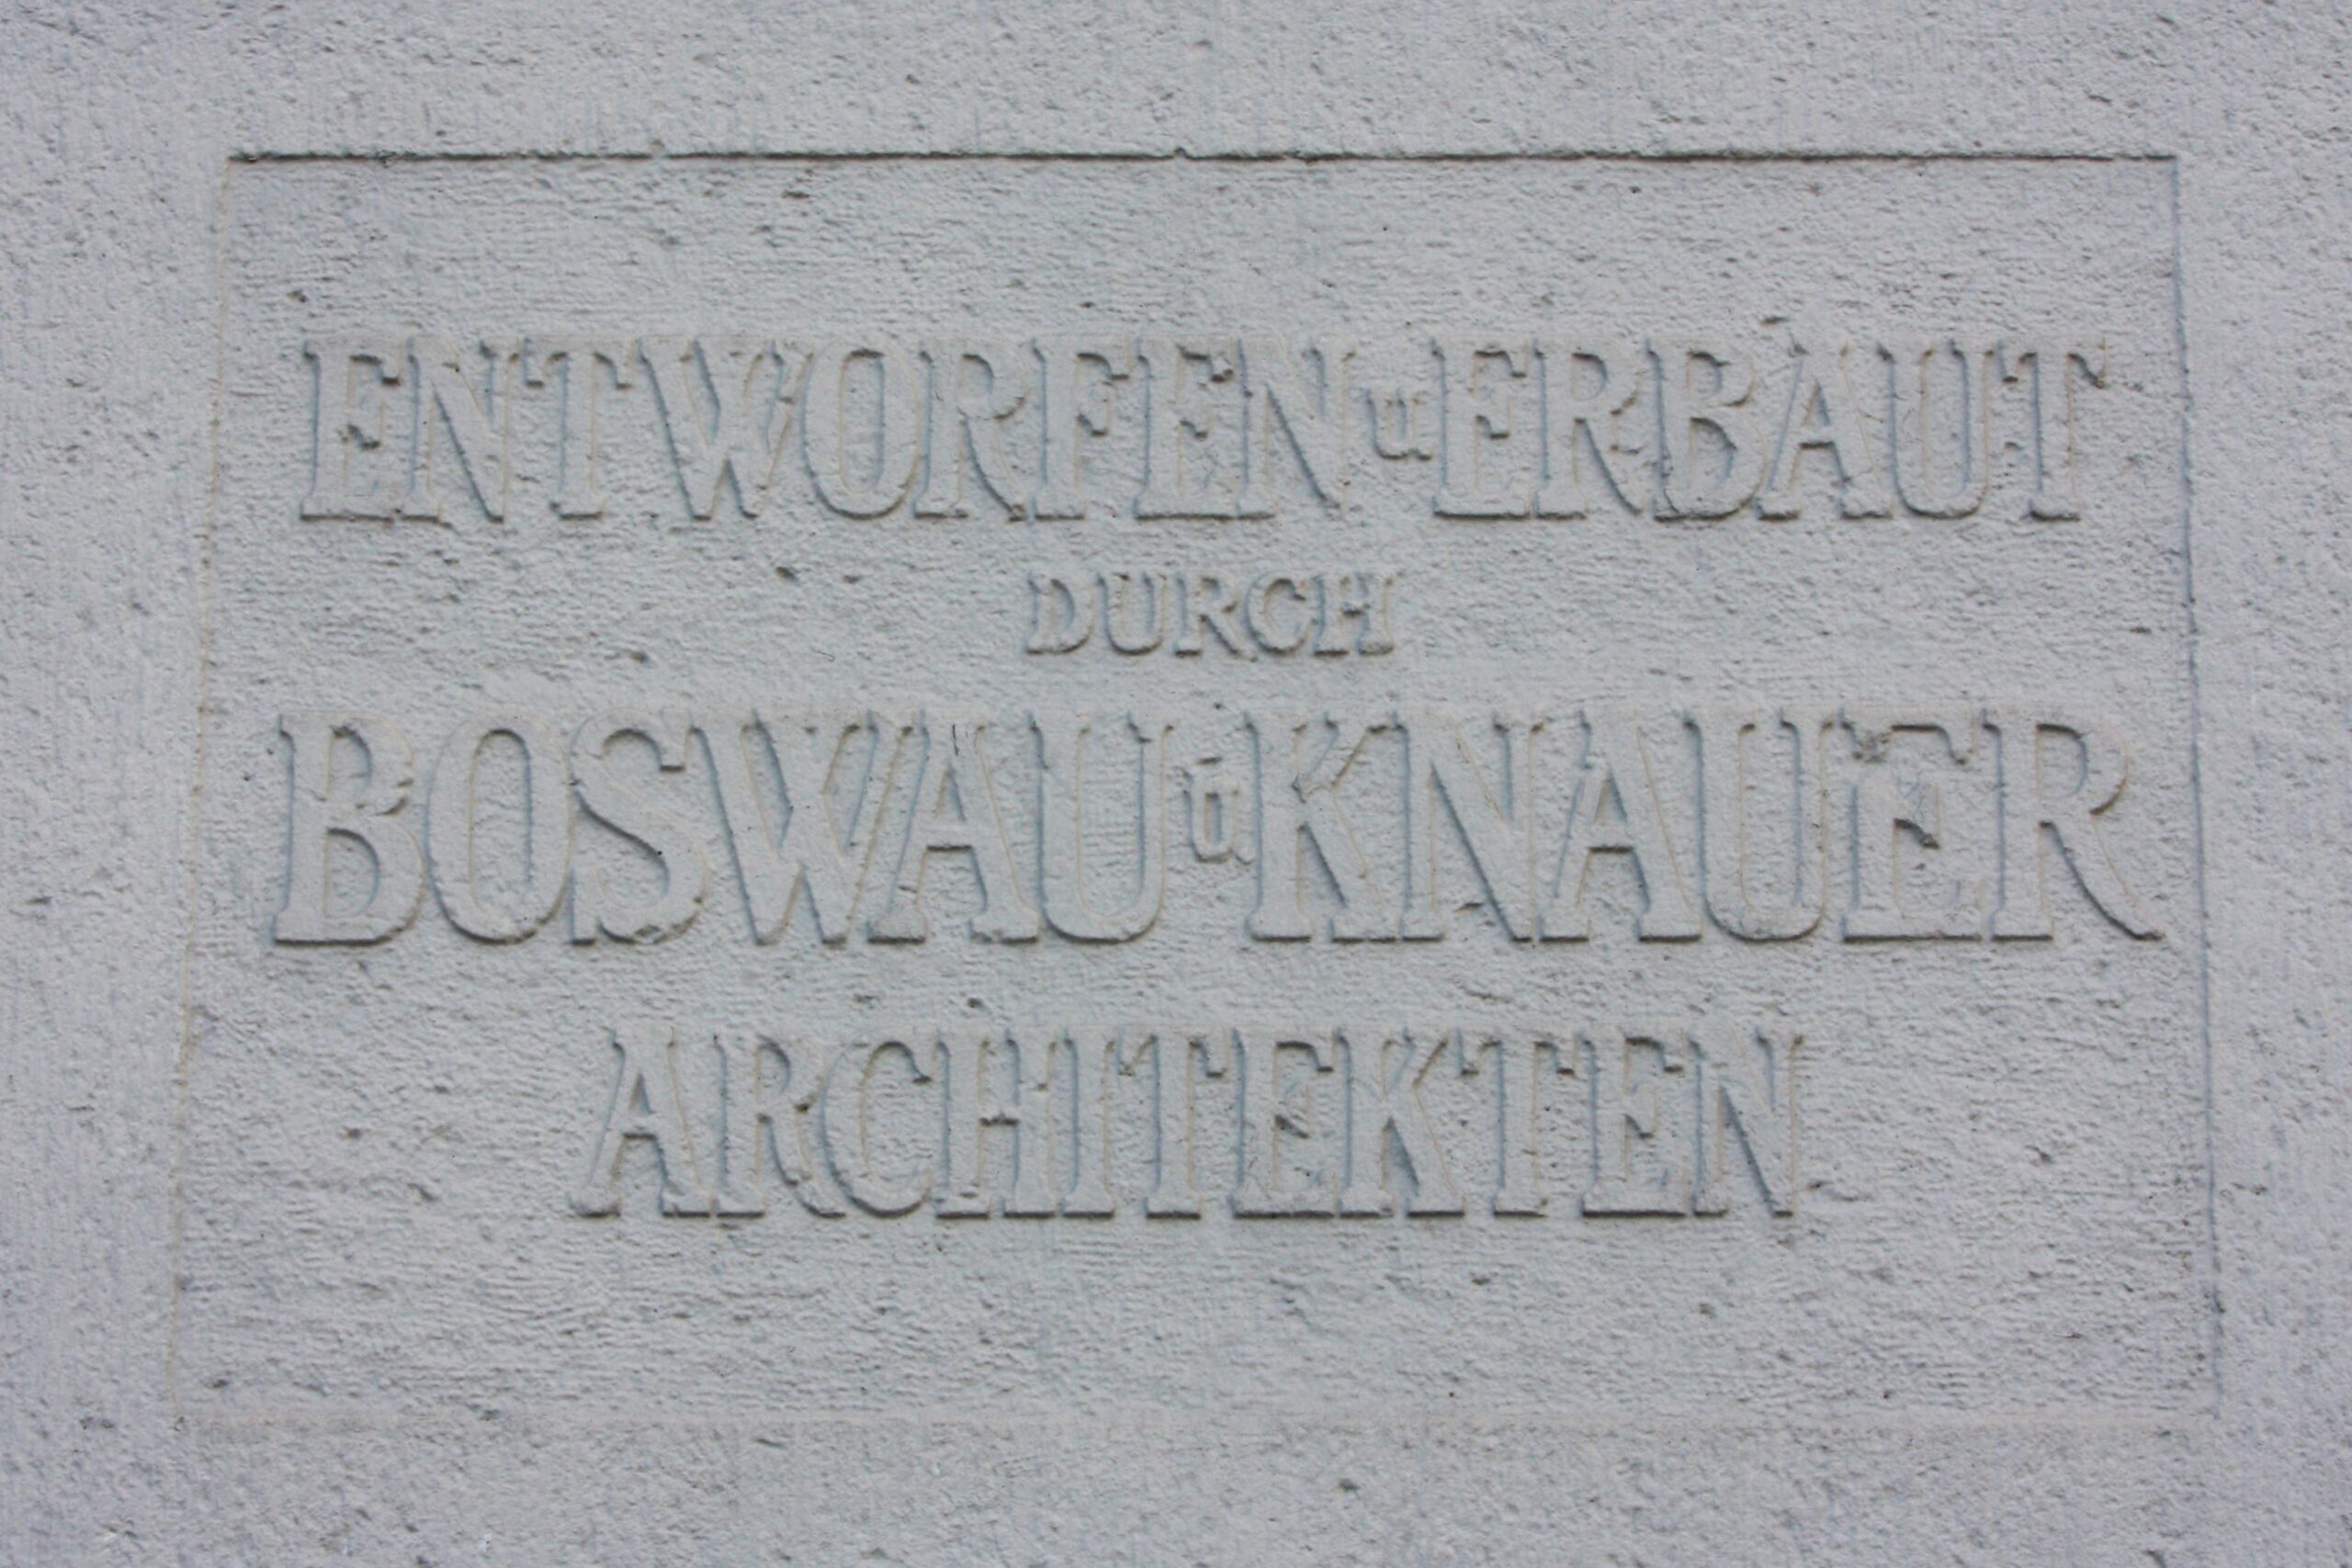 ENTWORFEN u ERBAUT
DURCH
BOSWAU u KNAUER
ARCHITEKTEN